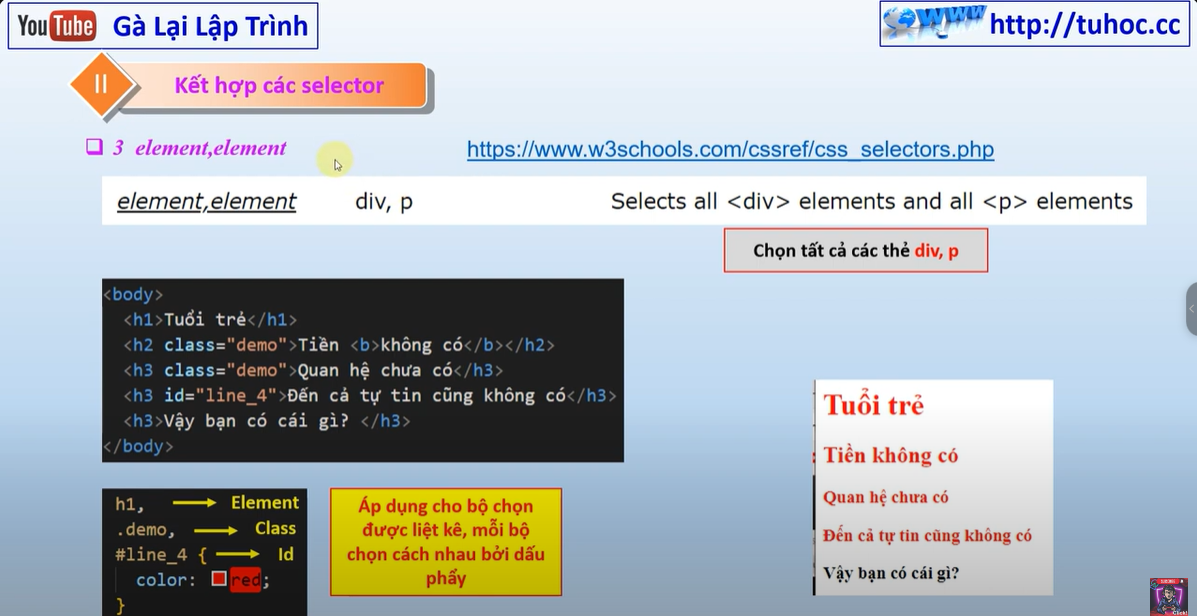 YouTube Gà Lại Lập Trình
www http://tuhoc.cc
II Kết hợp các selector
3 element,element
https://www.w3schools.com/cssref/css_selectors.php
element,element div, p Selects all <div> elements and all <p> elements
Chọn tất cả các thẻ div, p
<body>
<h1>Tuổi trẻ</h1>
<h2 class="demo">Tiền <b>không có</b></h2>
<h3 class="demo">Quan hệ chưa có</h3>
<h3 id="line_4">Đến cả tự tin cũng không có</h3>
<h3>Vậy bạn có cái gì? </h3>
</body>
Tuổi trẻ
Tiền không có
Quan hệ chưa có
Đến cả tự tin cũng không có
Vậy bạn có cái gì?
h1, Element
.demo, Class
#line_4 { Id
color: red;
}
Áp dụng cho bộ chọn
được liệt kê, mỗi bộ
chọn cách nhau bởi dấu
phẩy